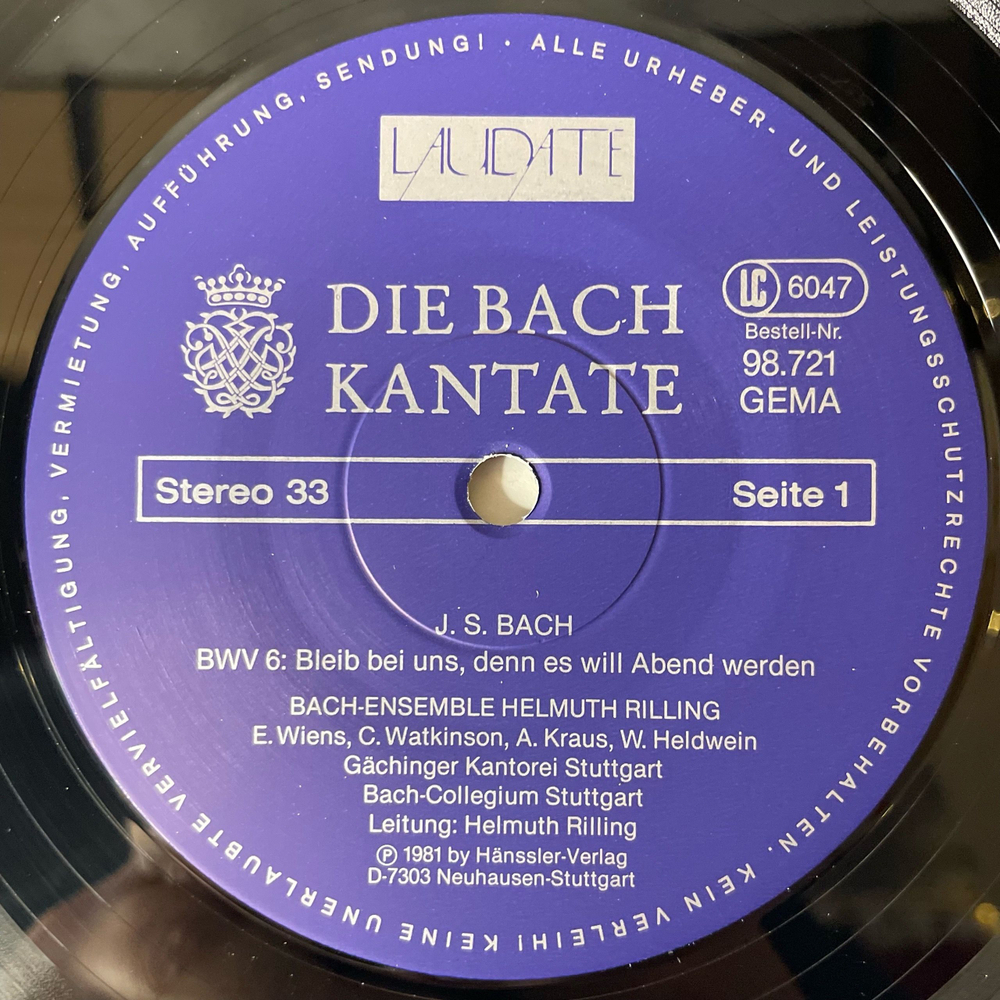 LAUDATE
DIE BACH
KANTATE
LC 6047
Bestell-Nr.
98.721
GEMA
Stereo 33
Seite 1
J. S. BACH
BWV 6: Bleib bei uns, denn es will Abend werden
BACH-ENSEMBLE HELMUTH RILLING
E. Wiens, C. Watkinson, A. Kraus, W. Heldwein
Gächinger Kantorei Stuttgart
Bach-Collegium Stuttgart
Leitung: Helmuth Rilling
Ⓟ 1981 by Hänssler-Verlag
D-7303 Neuhausen-Stuttgart
· ALLE URHEBER- UND LEISTUNGSSCHUTZRECHTE VORBEHALTEN. KEIN VERLEIH! KEINE UNERLAUBTE VERVIELFÄLTIGUNG, VERMIETUNG, AUFFÜHRUNG, SENDUNG!